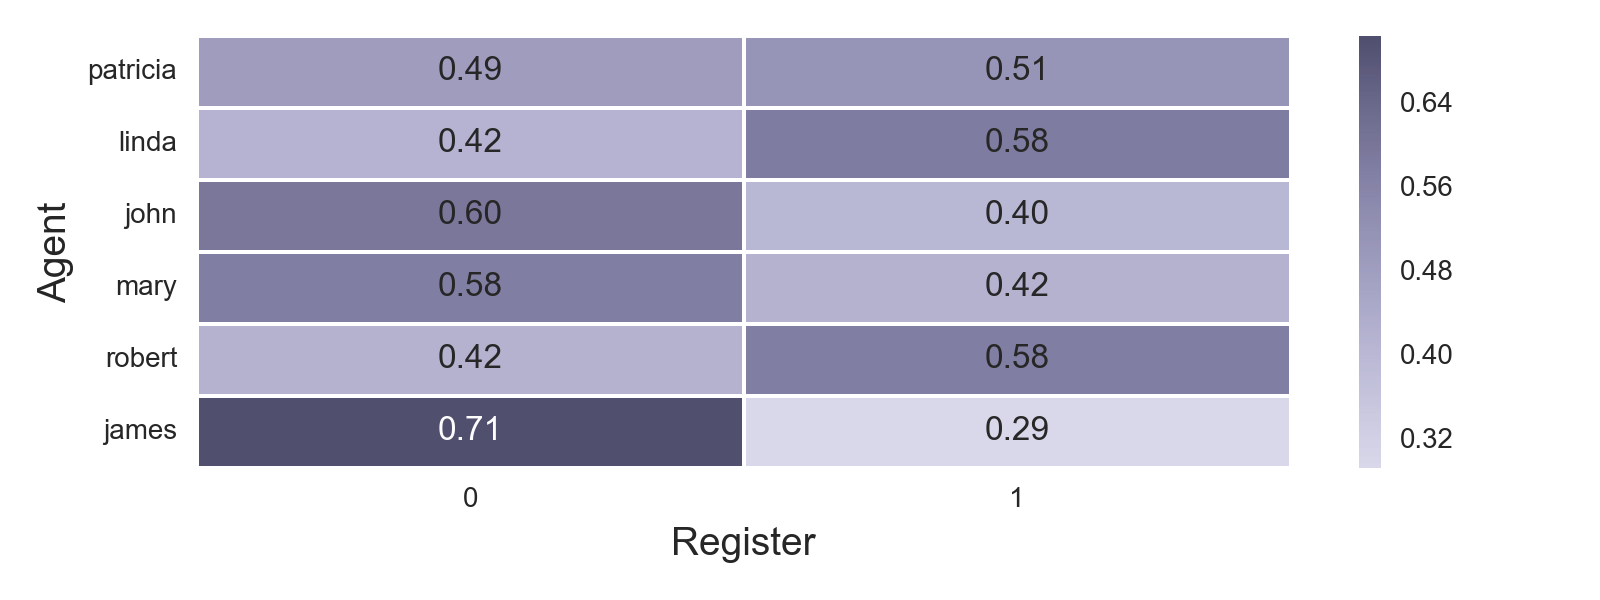 patricia 0.49 0.51
linda 0.42 0.58
john 0.60 0.40
mary 0.58 0.42
robert 0.42 0.58
james 0.71 0.29
0 1
Register
Agent
0.64
0.56
0.48
0.40
0.32